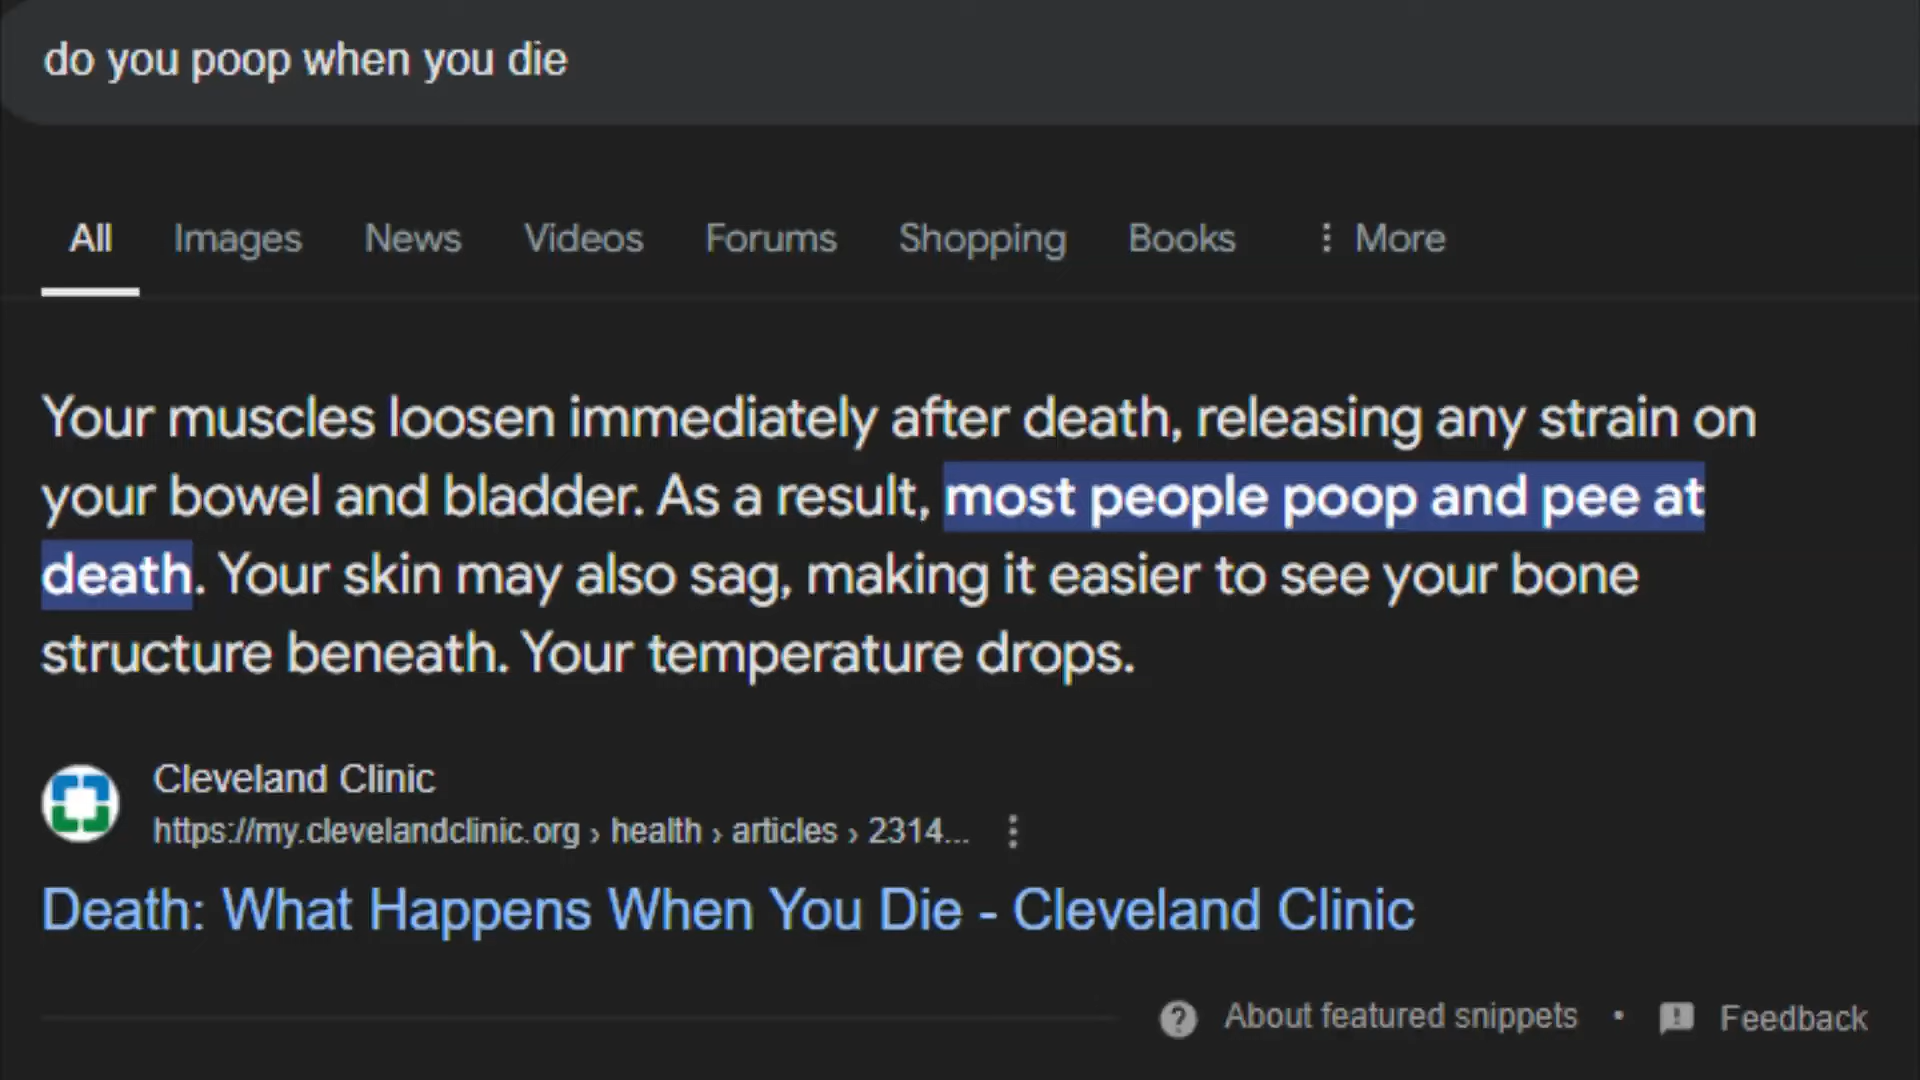 do you poop when you die
All Images News Videos Forums Shopping Books More
Your muscles loosen immediately after death, releasing any strain on
your bowel and bladder. As a result, most people poop and pee at
death. Your skin may also sag, making it easier to see your bone
structure beneath. Your temperature drops.
Cleveland Clinic
https://my.clevelandclinic.org › health › articles › 2314...
Death: What Happens When You Die - Cleveland Clinic
About featured snippets • Feedback